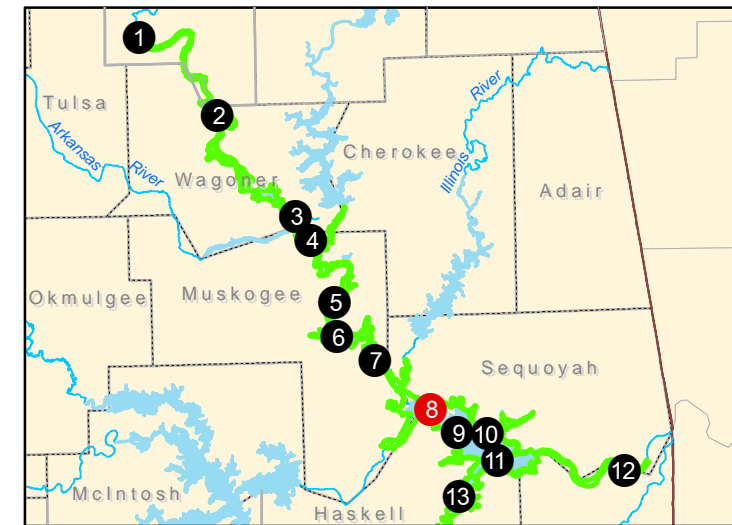 1
2
Tulsa
Arkansas
River
Wagoner
Cherokee
Illinois
River
Adair
3
4
Okmulgee
Muskogee
5
6
7
Sequoyah
8
9
10
11
12
McIntosh
Haskell
13